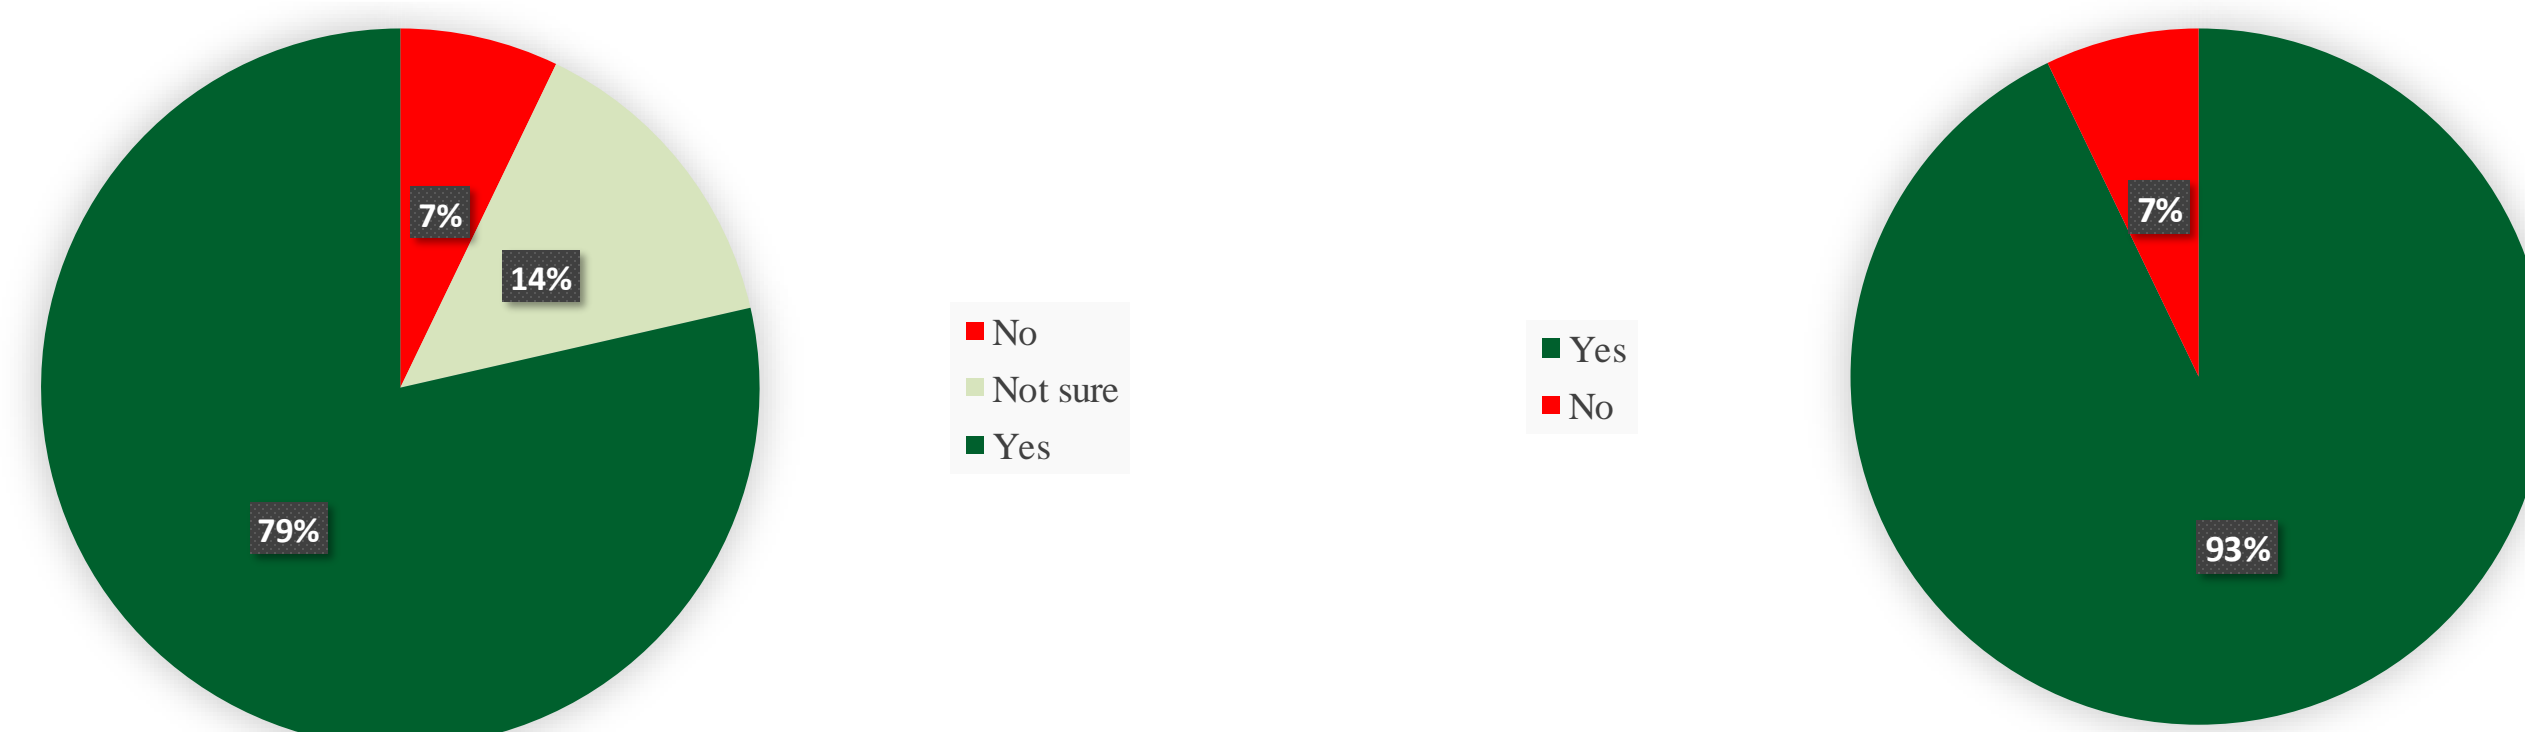 7%
14%
79%
No
Not sure
Yes
Yes
No
7%
93%